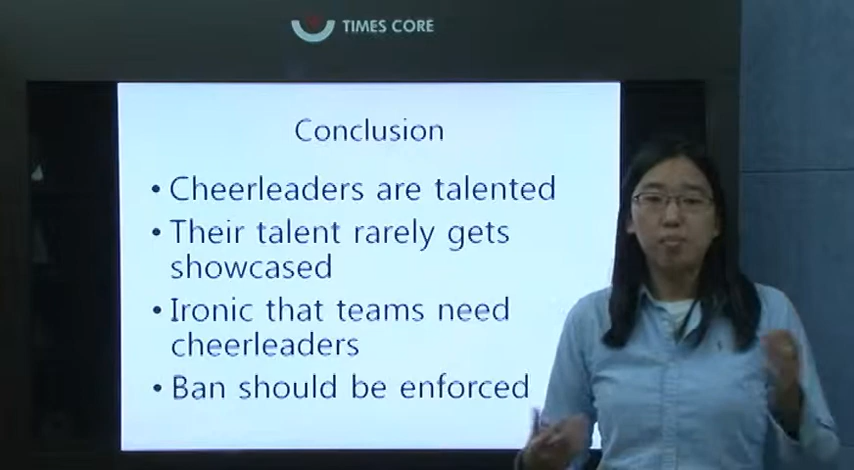 TIMES CORE
Conclusion
• Cheerleaders are talented
• Their talent rarely gets
showcased
• Ironic that teams need
cheerleaders
• Ban should be enforced